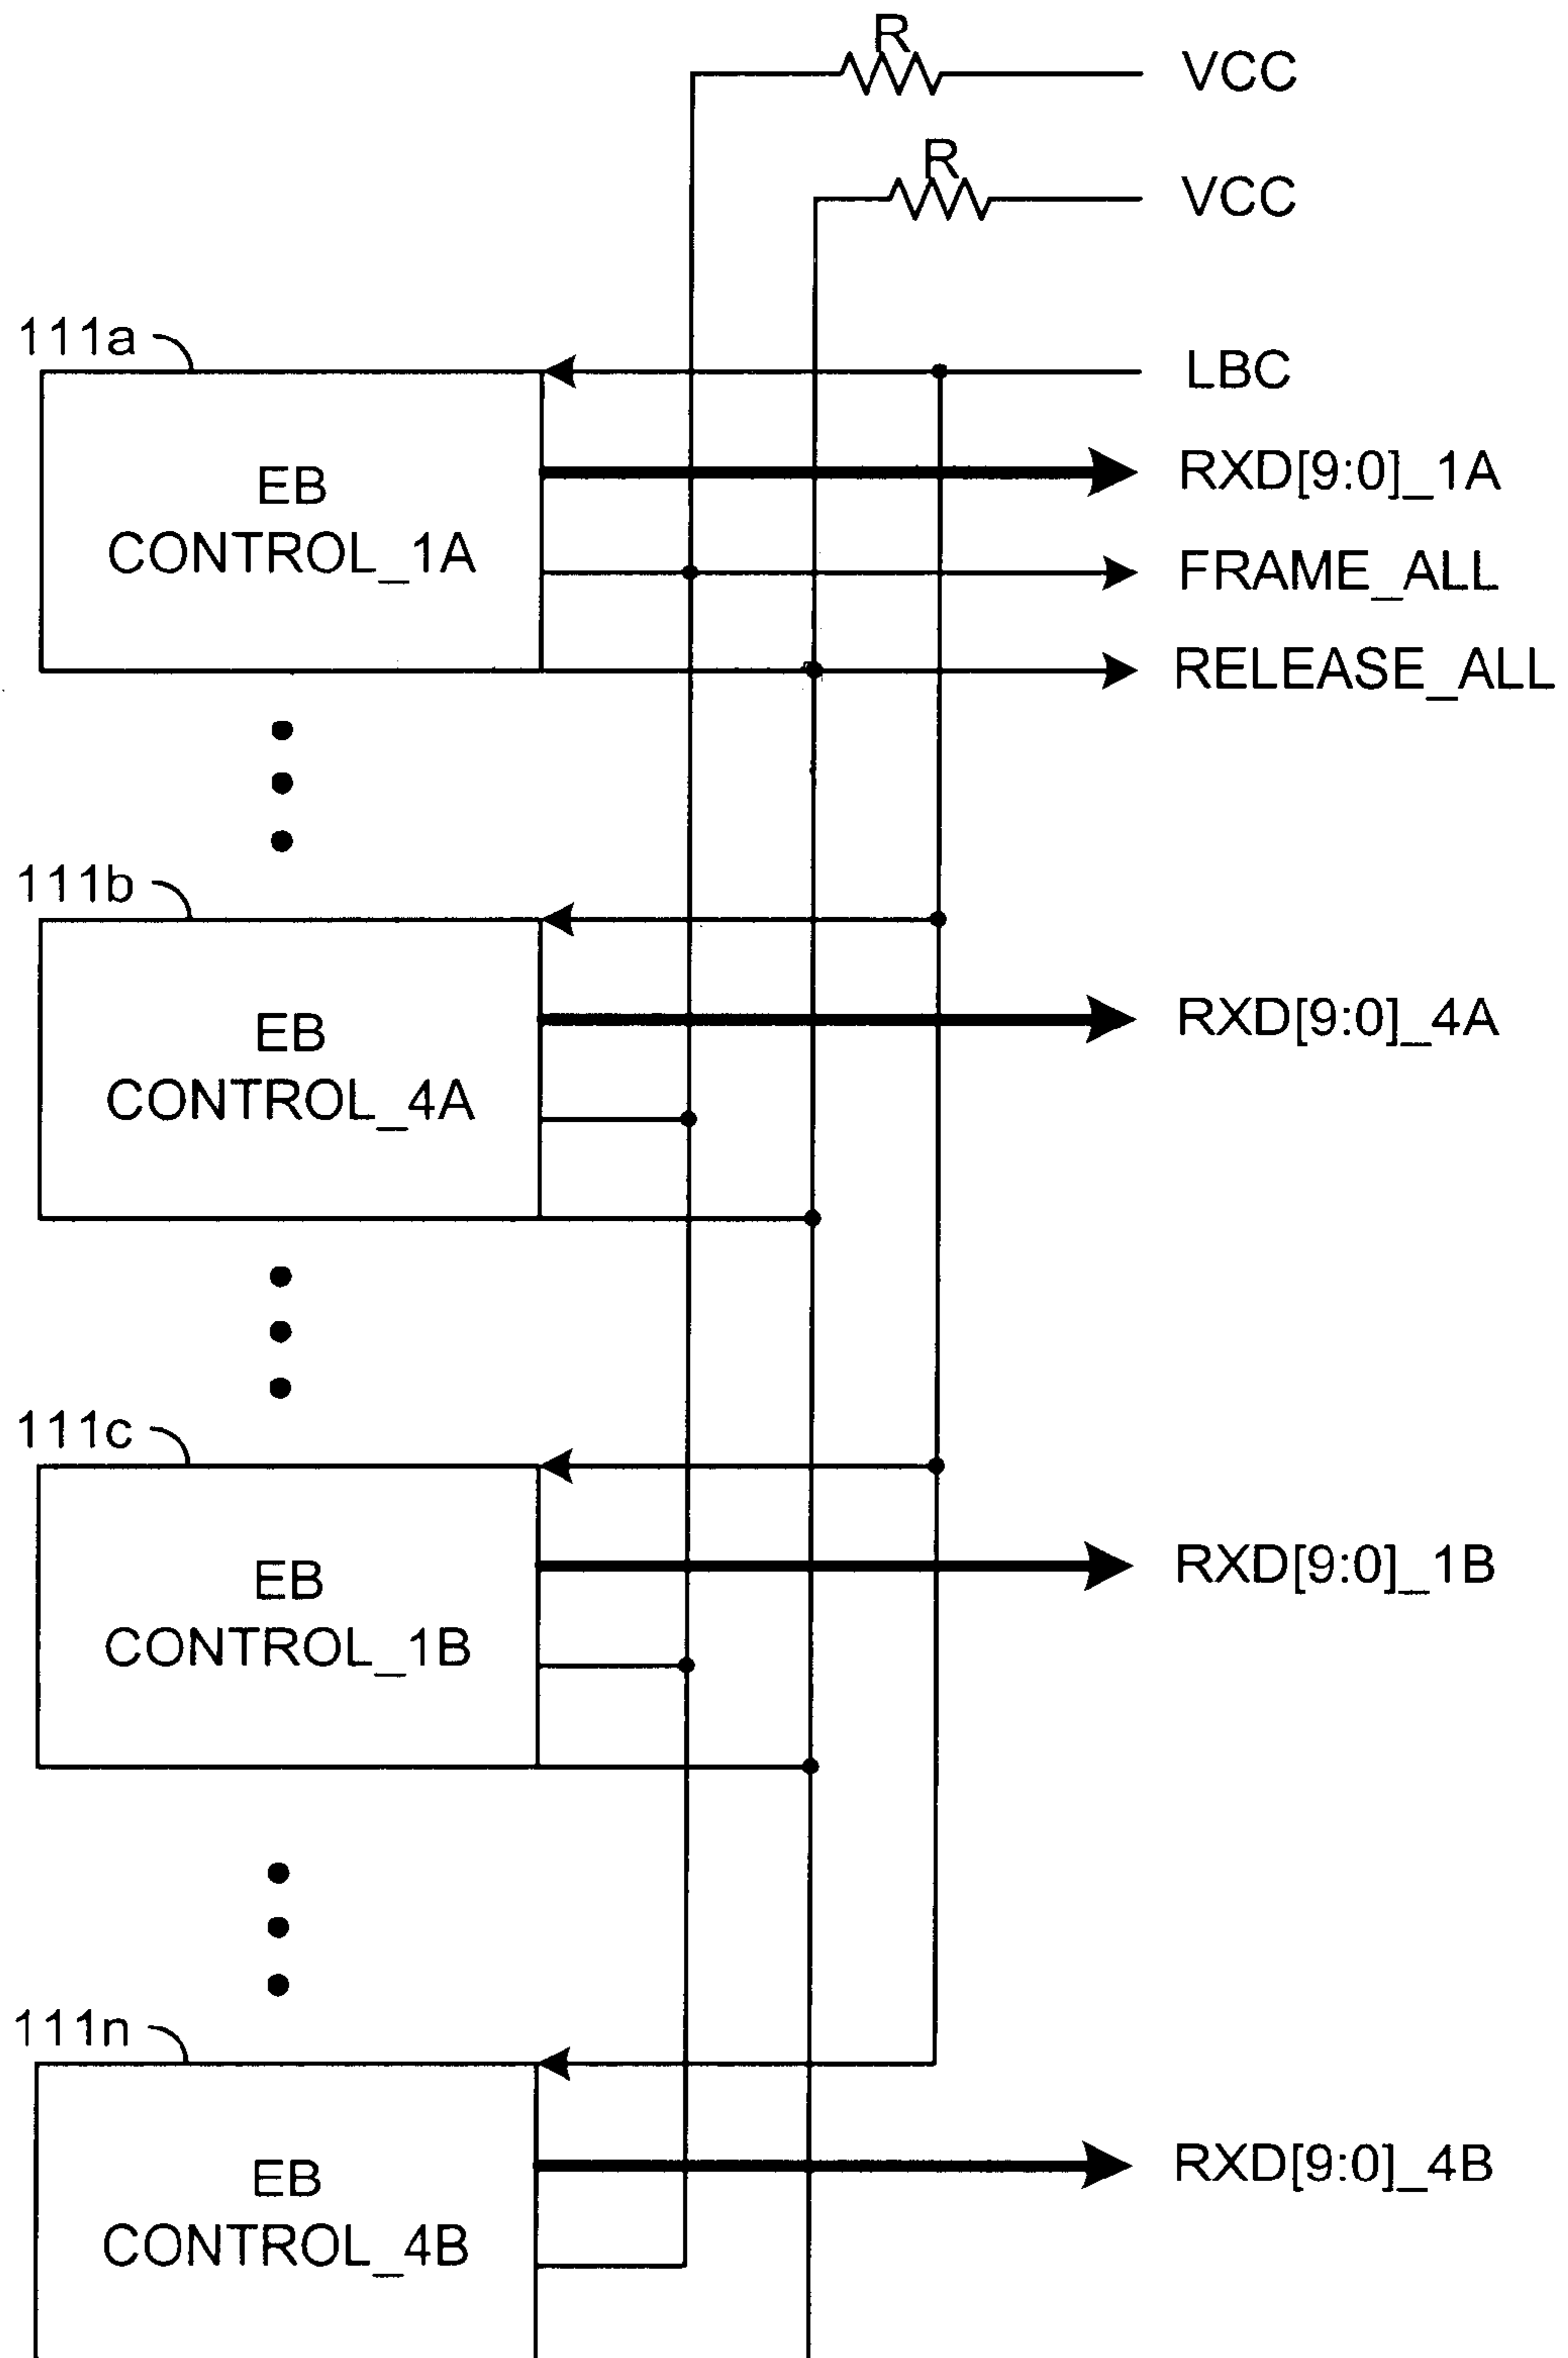 R
VCC
R
VCC
111a
LBC
EB
CONTROL_1A
RXD[9:0]_1A
FRAME_ALL
RELEASE_ALL
111b
EB
CONTROL_4A
RXD[9:0]_4A
111c
EB
CONTROL_1B
RXD[9:0]_1B
111n
EB
CONTROL_4B
RXD[9:0]_4B